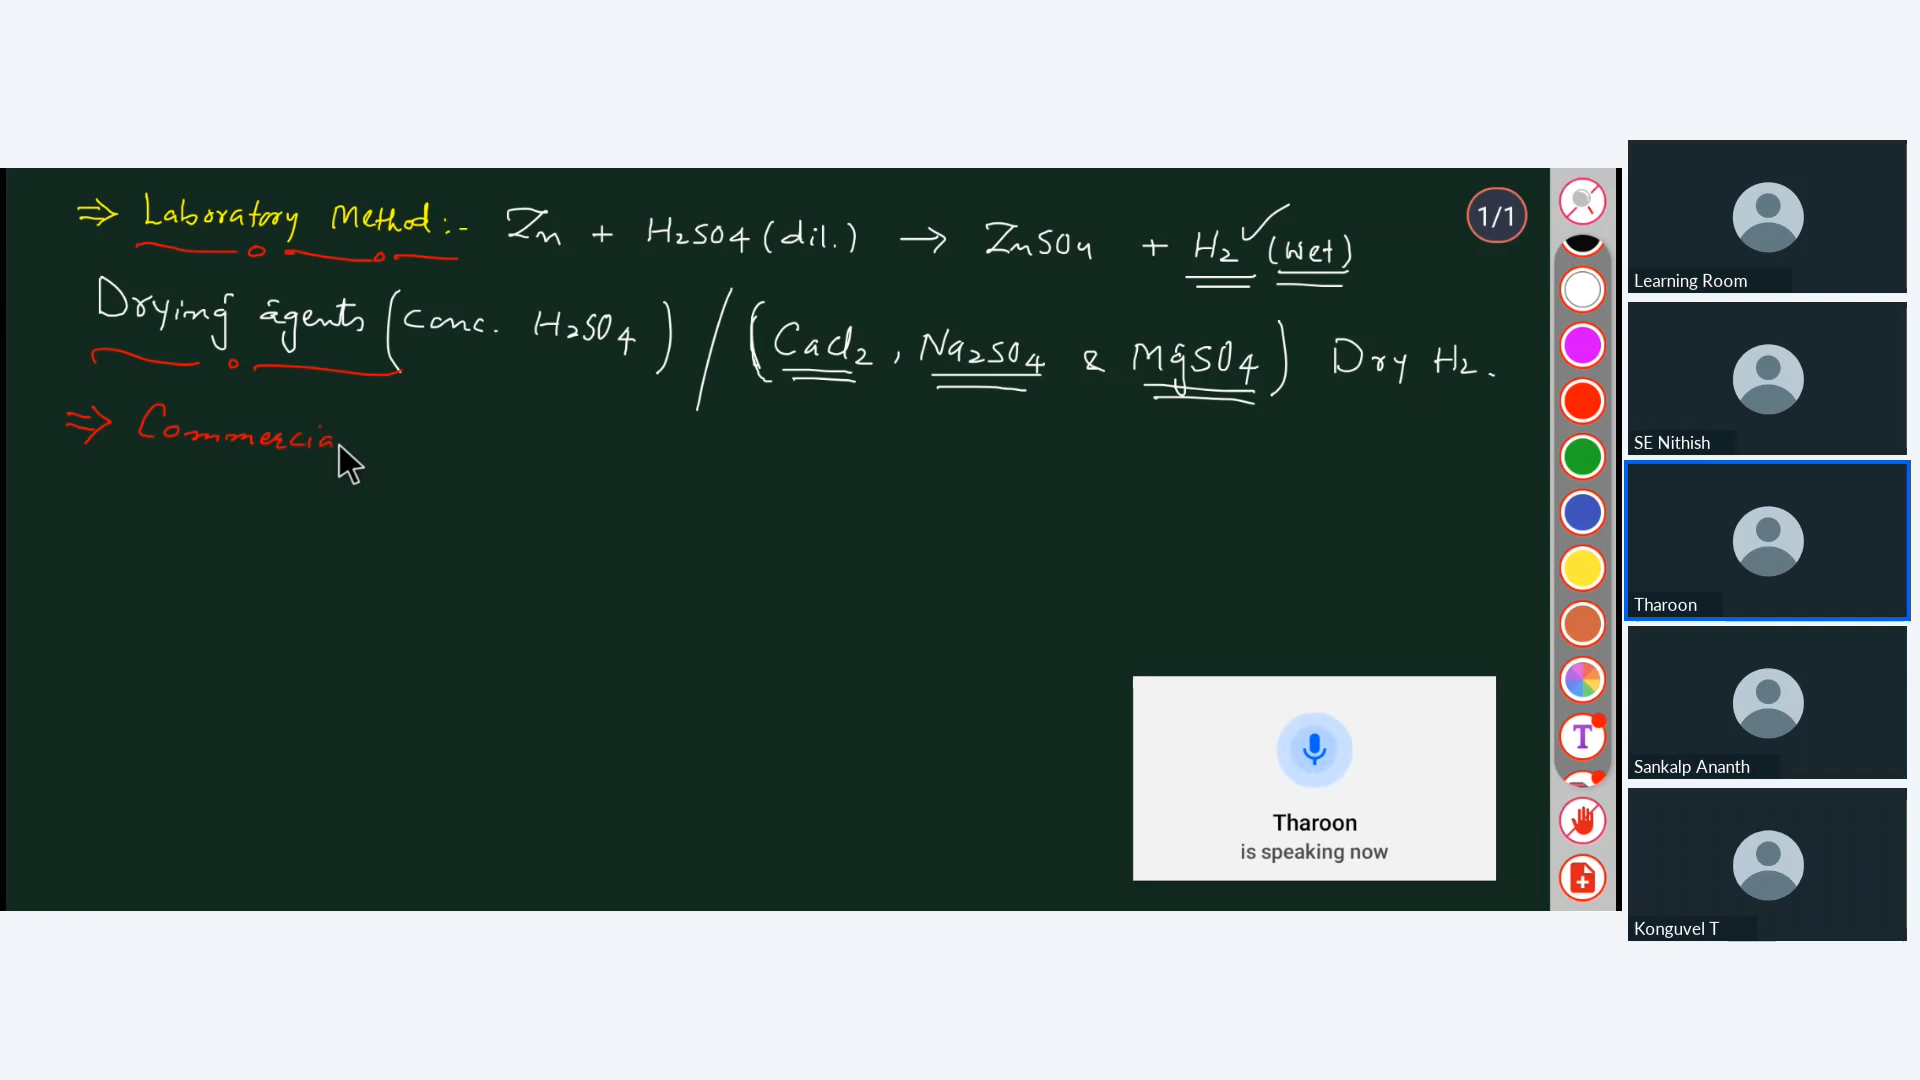 ⇒ Laboratory Method:- Zn + H₂SO₄ (dil.) → ZnSO₄ + H₂ ✓ (wet)
Drying agents (conc. H₂SO₄) / (CaCl₂, Na₂SO₄ & MgSO₄) Dry H₂.
⇒ Commercia
1/1
T
Tharoon
is speaking now
Learning Room
SE Nithish
Tharoon
Sankalp Ananth
Konguvel T